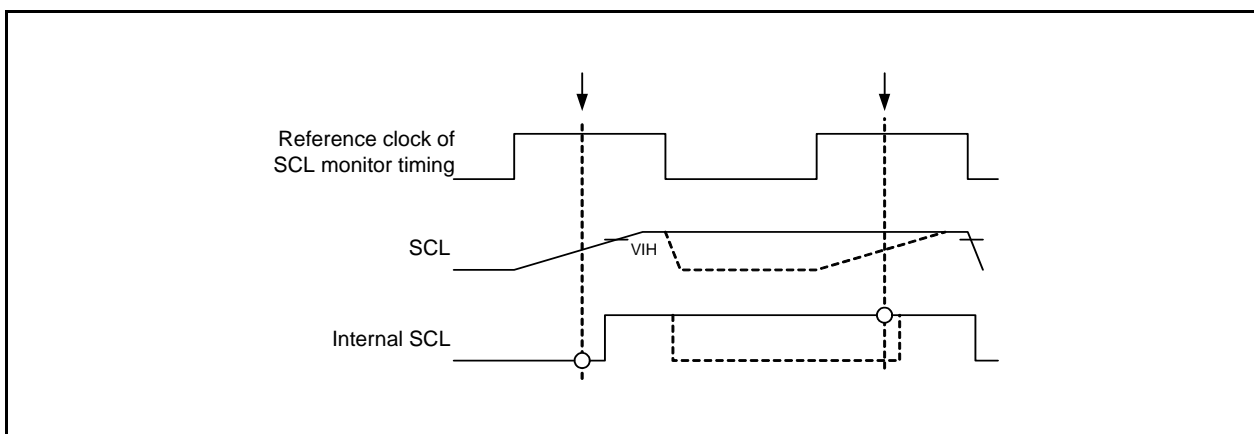 Reference clock of
SCL monitor timing
SCL
VIH
Internal SCL